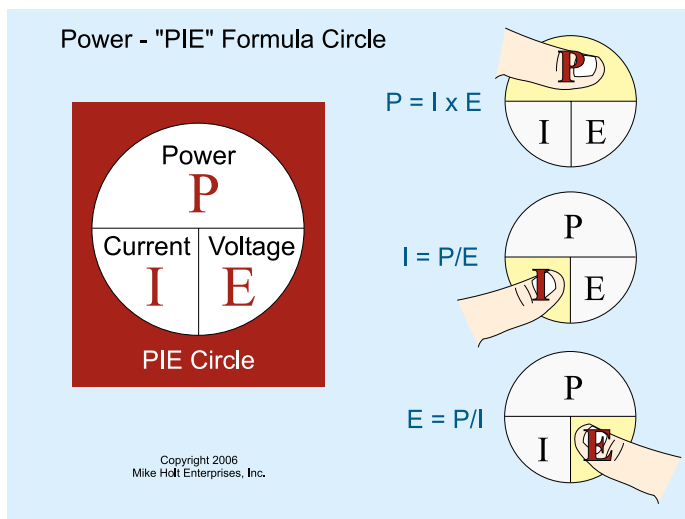 Power - "PIE" Formula Circle
Power
P
Current
Voltage
I
E
PIE Circle
Copyright 2006
Mike Holt Enterprises, Inc.
P = I x E
P
I
E
I = P/E
P
I
E
E = P/I
P
I
E